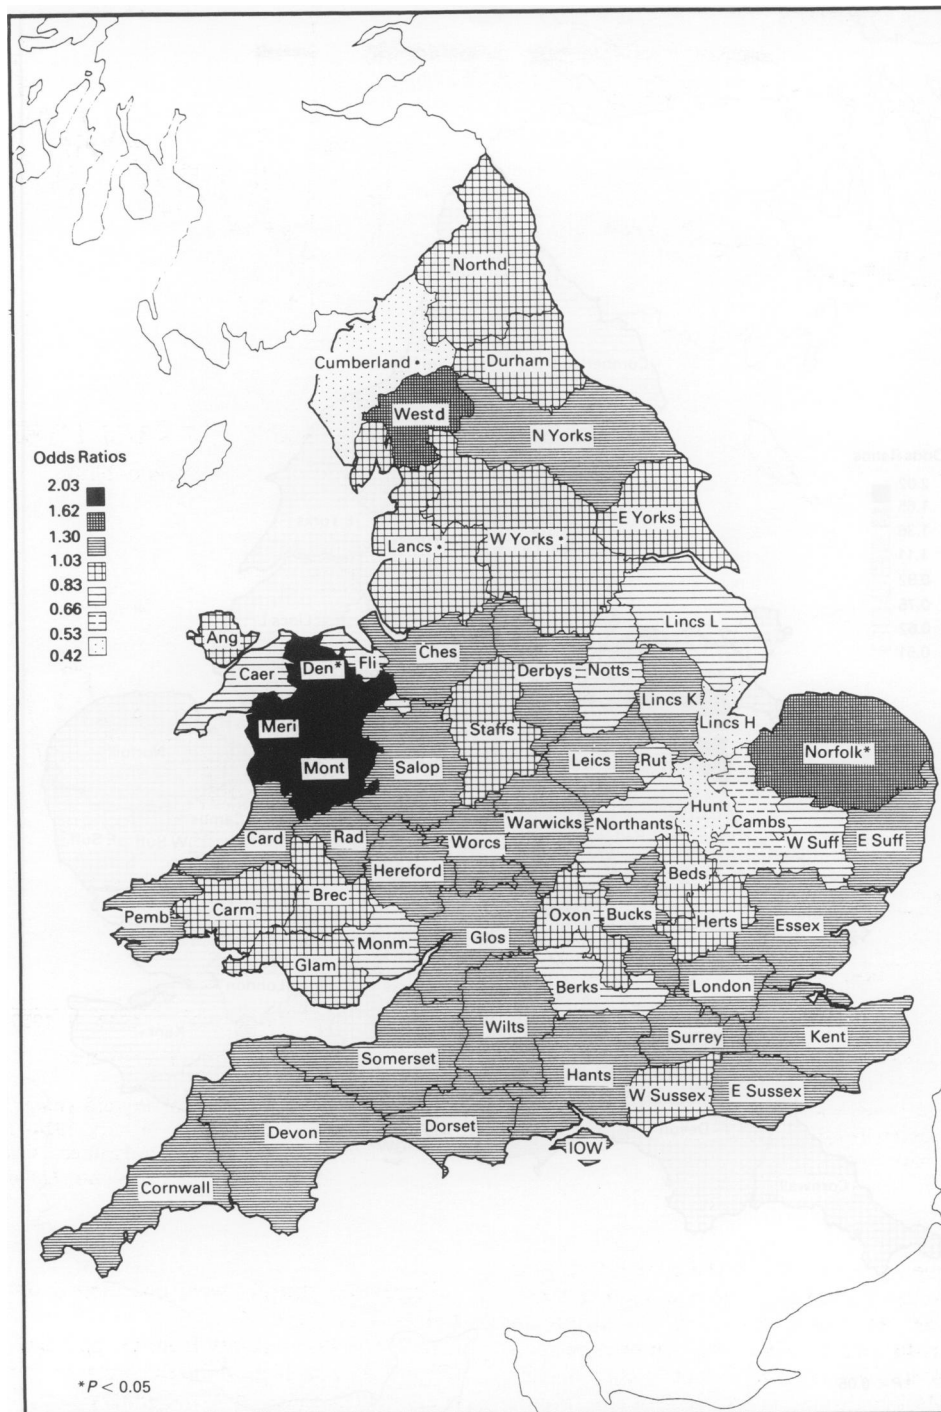 Northd
Cumberland •
Durham
Westd
N Yorks
Odds Ratios
2.03
1.62
1.30
1.03
0.83
0.66
0.53
0.42
E Yorks
W Yorks •
Lancs •
Lincs L
Ang
Ches
Fli
Den*
Caer
Derbys
Notts
Lincs K
Lincs H
Meri
Staffs
Norfolk*
Mont
Salop
Leics
Rut
Hunt
Card
Rad
Warwicks
Northants
Cambs
Worcs
W Suff
E Suff
Hereford
Beds
Brec
Carm
Pemb
Oxon
Bucks
Herts
Essex
Glos
Monm
Glam
Berks
London
Wilts
Surrey
Kent
Somerset
Hants
W Sussex
E Sussex
Devon
Dorset
IOW
Cornwall
*P < 0.05